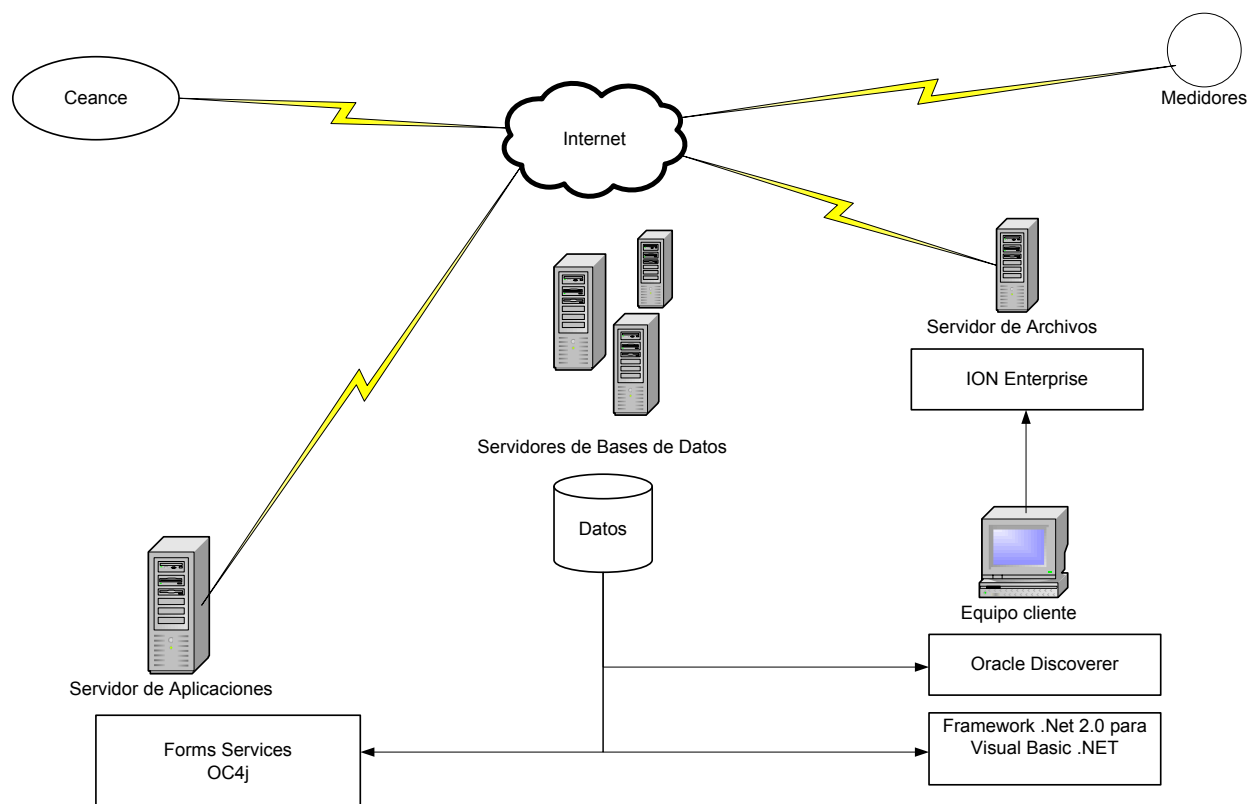 Ceance
Internet
Medidores
Servidor de Archivos
ION Enterprise
Servidores de Bases de Datos
Datos
Equipo cliente
Oracle Discoverer
Servidor de Aplicaciones
Forms Services
OC4j
Framework .Net 2.0 para
Visual Basic .NET